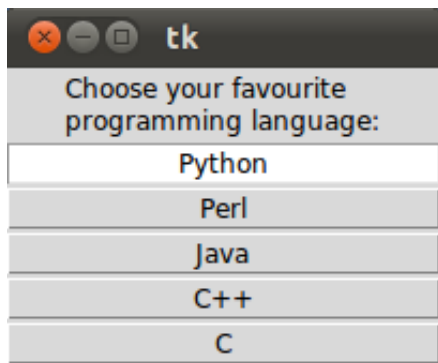 tk
Choose your favourite
programming language:
Python
Perl
Java
C++
C